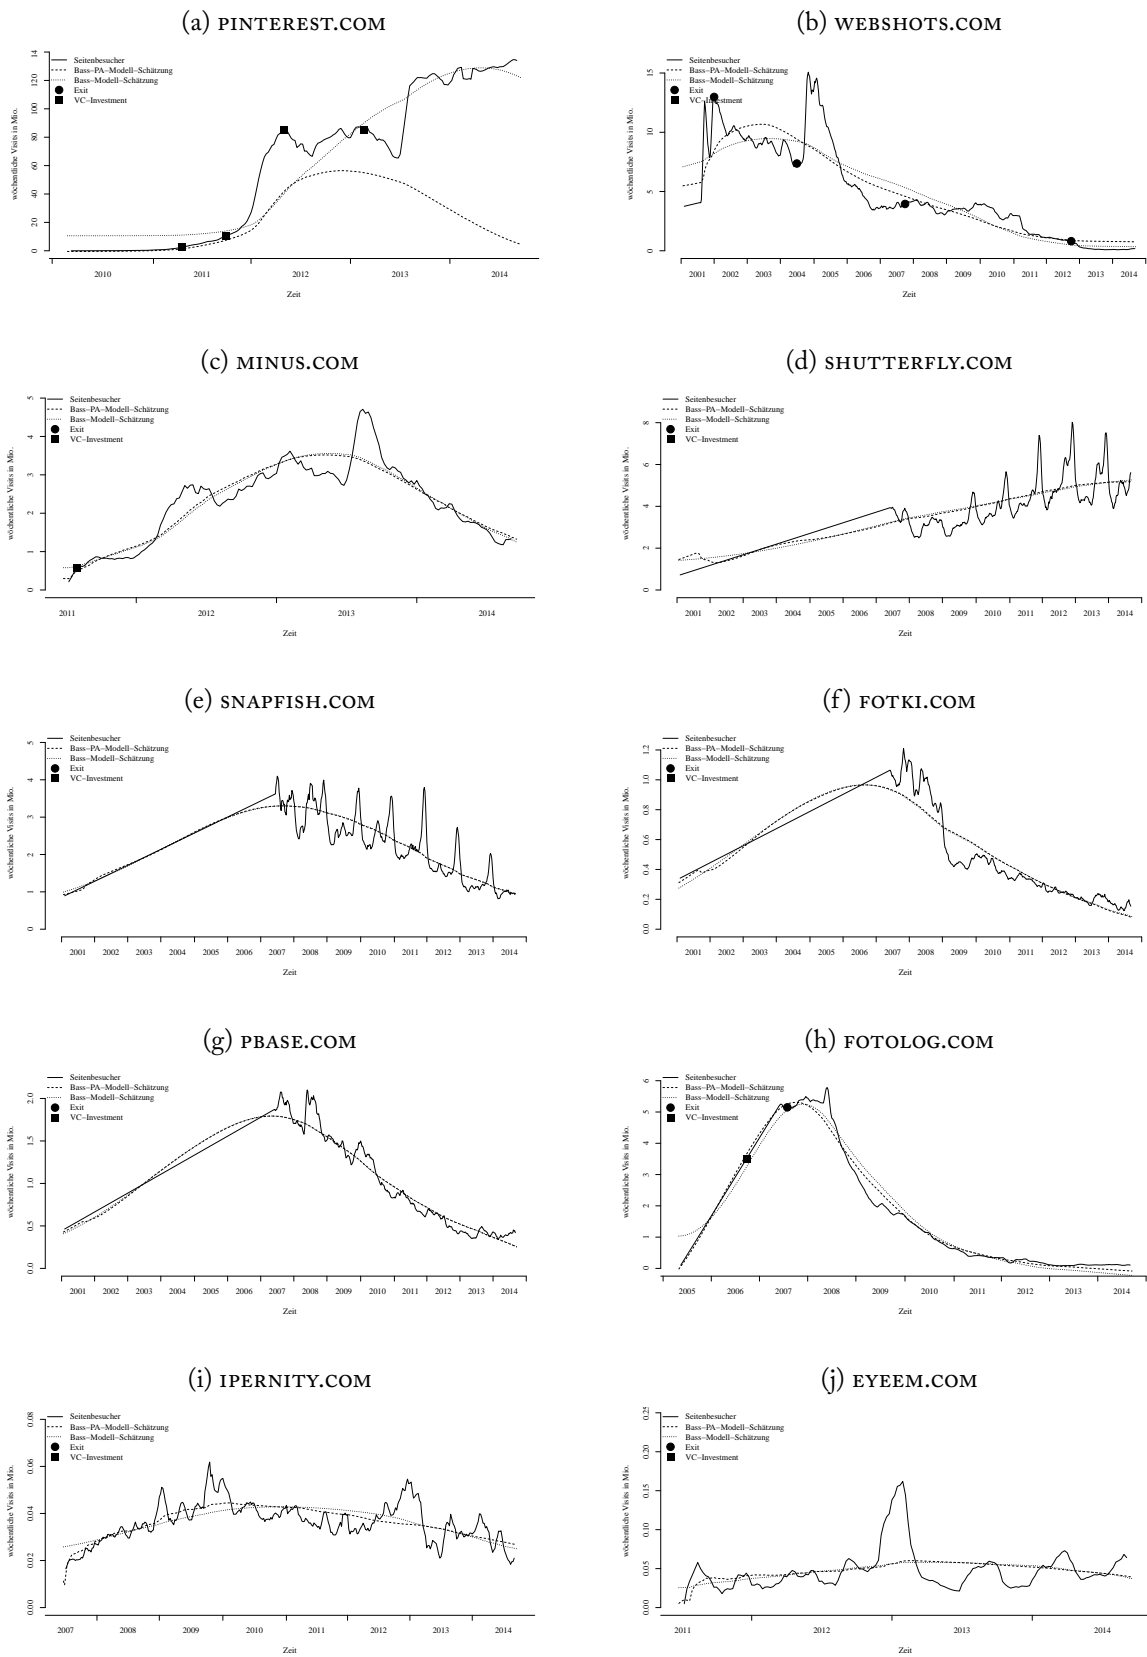 (a) PINTEREST.COM
Seitenbesucher
Bass−PA−Modell−Schätzung
Bass−Modell−Schätzung
Exit
VC−Investment
wöchentliche Visits in Mio.
0 20 40 60 80 100 120 14
2010 2011 2012 2013 2014
Zeit
(b) WEBSHOTS.COM
Seitenbesucher
Bass−PA−Modell−Schätzung
Bass−Modell−Schätzung
Exit
VC−Investment
wöchentliche Visits in Mio.
0 5 10 15
2001 2002 2003 2004 2005 2006 2007 2008 2009 2010 2011 2012 2013 2014
Zeit
(c) MINUS.COM
Seitenbesucher
Bass−PA−Modell−Schätzung
Bass−Modell−Schätzung
Exit
VC−Investment
wöchentliche Visits in Mio.
0 1 2 3 4 5
2011 2012 2013 2014
Zeit
(d) SHUTTERFLY.COM
Seitenbesucher
Bass−PA−Modell−Schätzung
Bass−Modell−Schätzung
Exit
VC−Investment
wöchentliche Visits in Mio.
0 2 4 6 8
2001 2002 2003 2004 2005 2006 2007 2008 2009 2010 2011 2012 2013 2014
Zeit
(e) SNAPFISH.COM
Seitenbesucher
Bass−PA−Modell−Schätzung
Bass−Modell−Schätzung
Exit
VC−Investment
wöchentliche Visits in Mio.
0 1 2 3 4 5
2001 2002 2003 2004 2005 2006 2007 2008 2009 2010 2011 2012 2013 2014
Zeit
(f) FOTKI.COM
Seitenbesucher
Bass−PA−Modell−Schätzung
Bass−Modell−Schätzung
Exit
VC−Investment
wöchentliche Visits in Mio.
0.0 0.2 0.4 0.6 0.8 1.0 1.2
2001 2002 2003 2004 2005 2006 2007 2008 2009 2010 2011 2012 2013 2014
Zeit
(g) PBASE.COM
Seitenbesucher
Bass−PA−Modell−Schätzung
Bass−Modell−Schätzung
Exit
VC−Investment
wöchentliche Visits in Mio.
0.0 0.5 1.0 1.5 2.0
2001 2002 2003 2004 2005 2006 2007 2008 2009 2010 2011 2012 2013 2014
Zeit
(h) FOTOLOG.COM
Seitenbesucher
Bass−PA−Modell−Schätzung
Bass−Modell−Schätzung
Exit
VC−Investment
wöchentliche Visits in Mio.
0 1 2 3 4 5 6
2005 2006 2007 2008 2009 2010 2011 2012 2013 2014
Zeit
(i) IPERNITY.COM
Seitenbesucher
Bass−PA−Modell−Schätzung
Bass−Modell−Schätzung
Exit
VC−Investment
wöchentliche Visits in Mio.
0.00 0.02 0.04 0.06 0.08
2007 2008 2009 2010 2011 2012 2013 2014
Zeit
(j) EYEEM.COM
Seitenbesucher
Bass−PA−Modell−Schätzung
Bass−Modell−Schätzung
Exit
VC−Investment
wöchentliche Visits in Mio.
0.00 0.05 0.10 0.15 0.20 0.25
2011 2012 2013 2014
Zeit